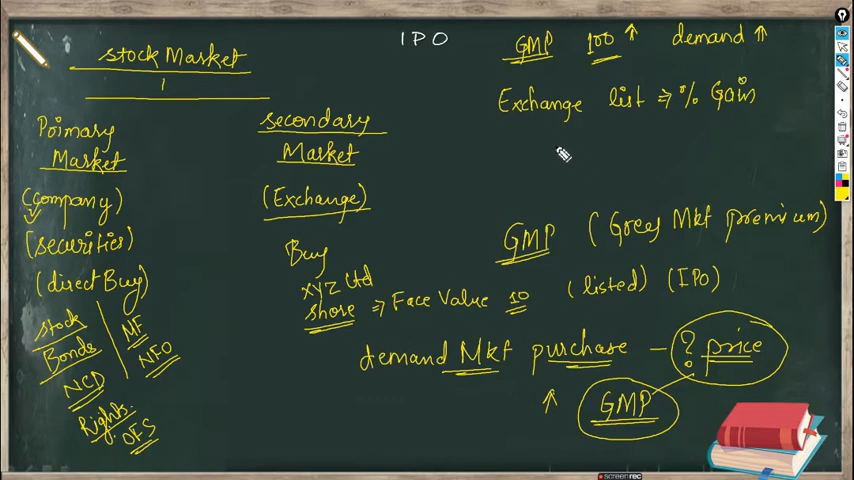 IPO
GMP 100 ↑ demand ↑
Stock Market
Exchange list ⇒ % Gain
Primary
Market
(company)
(securities)
(direct Buy)
stock
Bonds
NCD
Rights.
OFS
MF
NFO
secondary
Market
(Exchange)
Buy
XYZ Ltd
share ⇒ Face Value 10 (listed) (IPO)
GMP (Grey Mkt premium)
demand Mkt purchase – ? price
↑ GMP
SCREENREC